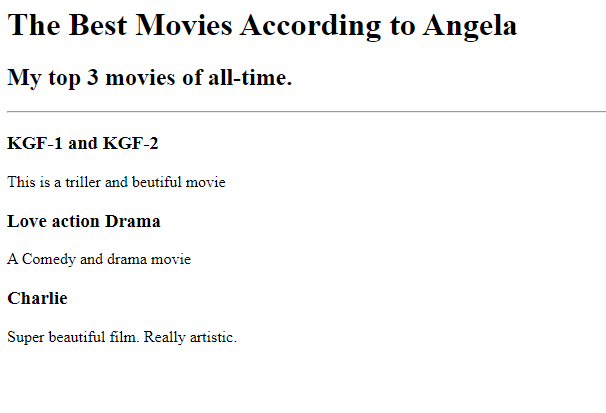 The Best Movies According to Angela
My top 3 movies of all-time.
KGF-1 and KGF-2
This is a triller and beutiful movie
Love action Drama
A Comedy and drama movie
Charlie
Super beautiful film. Really artistic.